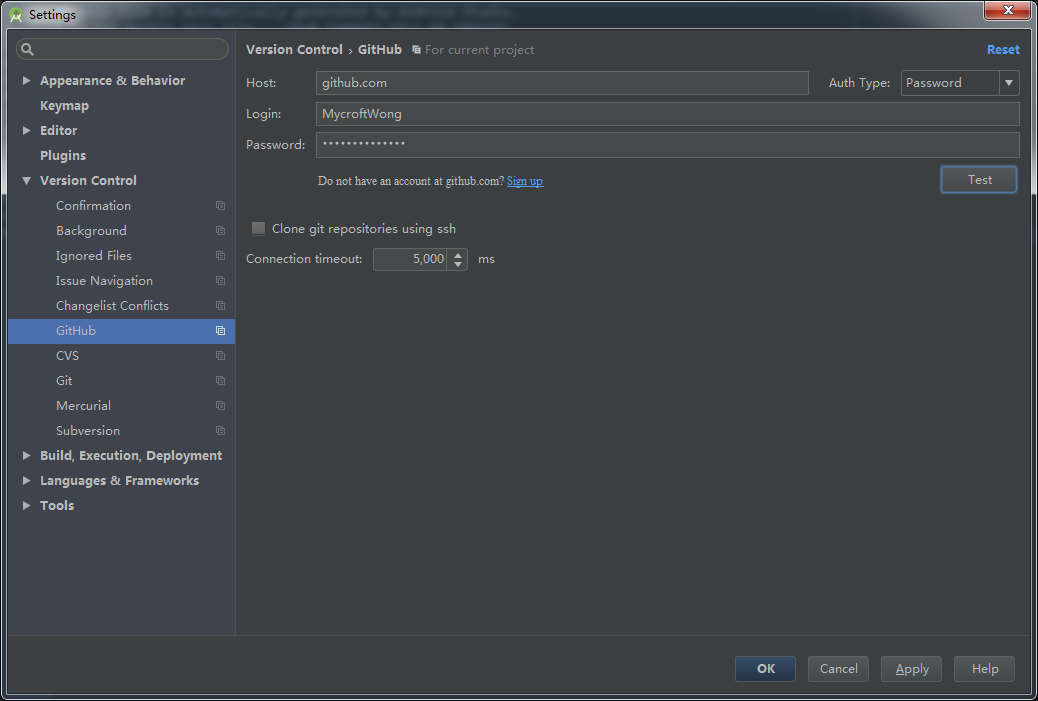 Settings
Version Control › GitHub For current project Reset
Appearance & Behavior
Keymap
Editor
Plugins
Version Control
Confirmation
Background
Ignored Files
Issue Navigation
Changelist Conflicts
GitHub
CVS
Git
Mercurial
Subversion
Build, Execution, Deployment
Languages & Frameworks
Tools
Host: github.com Auth Type: Password
Login: MycroftWong
Password: ••••••••••••••
Do not have an account at github.com? Sign up
Test
Clone git repositories using ssh
Connection timeout: 5,000 ms
OK Cancel Apply Help